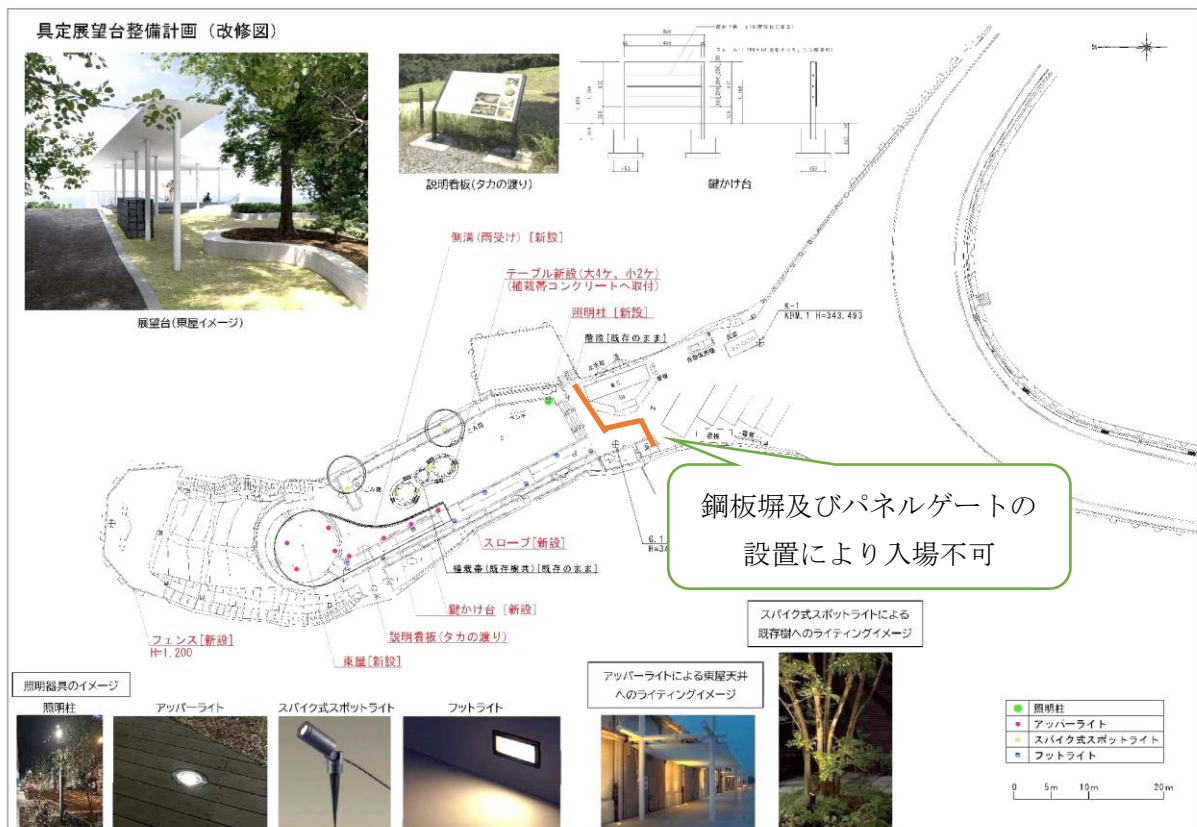 具定展望台整備計画（改修図）
展望台(東屋イメージ)
説明看板(タカの渡り)
鍵かけ台
側溝(雨受け) [新設]
テーブル新設(大4ケ、小2ケ)
(植栽帯コンクリートへ取付)
照明柱 [新設]
階段[既存のまま]
K-1
KBM.1 H=343.493
ベンチ
鋼板塀及びパネルゲートの
設置により入場不可
スロープ[新設]
植栽帯(既存樹共)[既存のまま]
鍵かけ台 [新設]
説明看板(タカの渡り)
フェンス[新設]
H=1,200
東屋[新設]
照明器具のイメージ
照明柱
アッパーライト
スパイク式スポットライト
フットライト
アッパーライトによる東屋天井
へのライティングイメージ
スパイク式スポットライトによる
既存樹へのライティングイメージ
照明柱
アッパーライト
スパイク式スポットライト
フットライト
0 5m 10m 20m